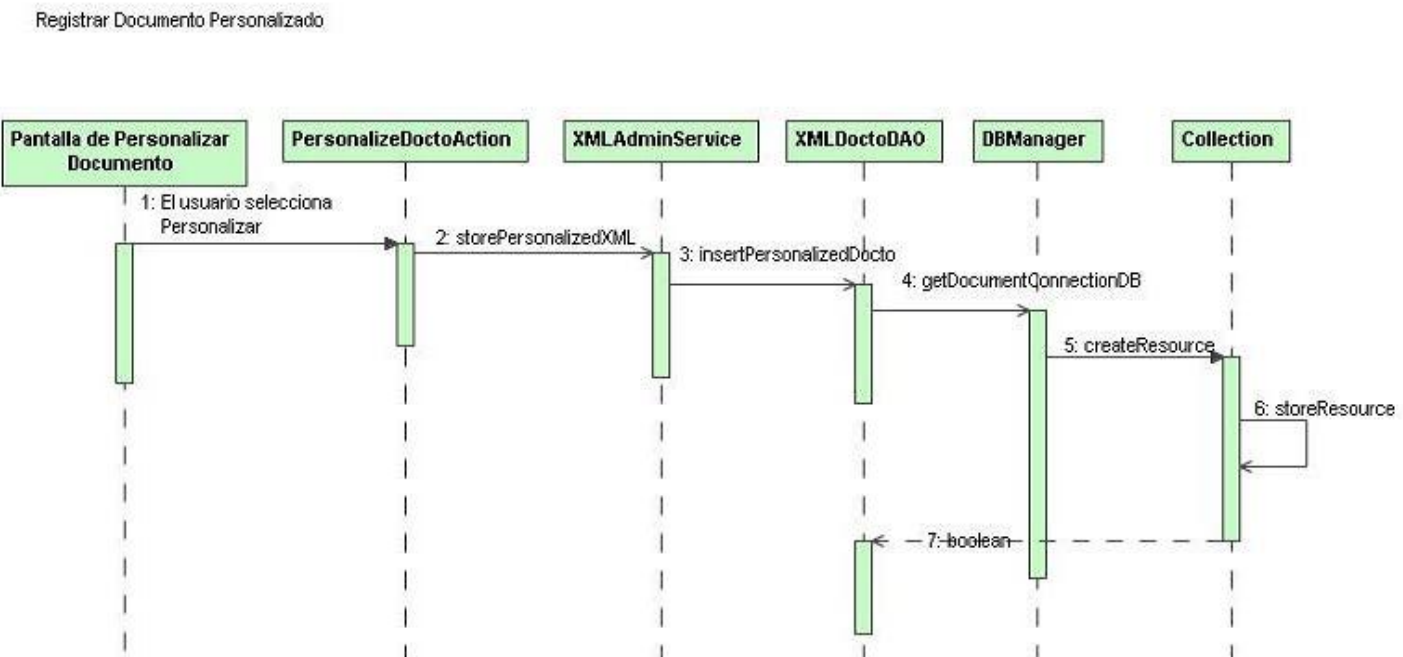 Registrar Documento Personalizado
Pantalla de Personalizar
Documento
PersonalizeDoctoAction
XMLAdminService
XMLDoctoDAO
DBManager
Collection
1: El usuario selecciona
Personalizar
2: storePersonalizedXML
3: insertPersonalizedDocto
4: getDocumentConnectionDB
5: createResource
6: storeResource
7: boolean